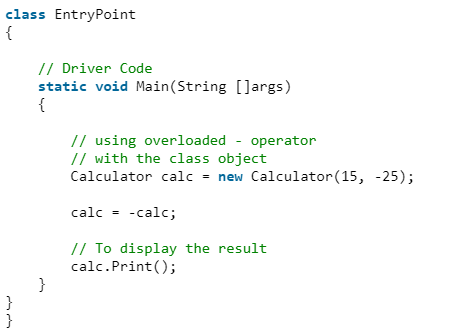 class EntryPoint
{
// Driver Code
static void Main(String []args)
{
// using overloaded - operator
// with the class object
Calculator calc = new Calculator(15, -25);
calc = -calc;
// To display the result
calc.Print();
}
}
}